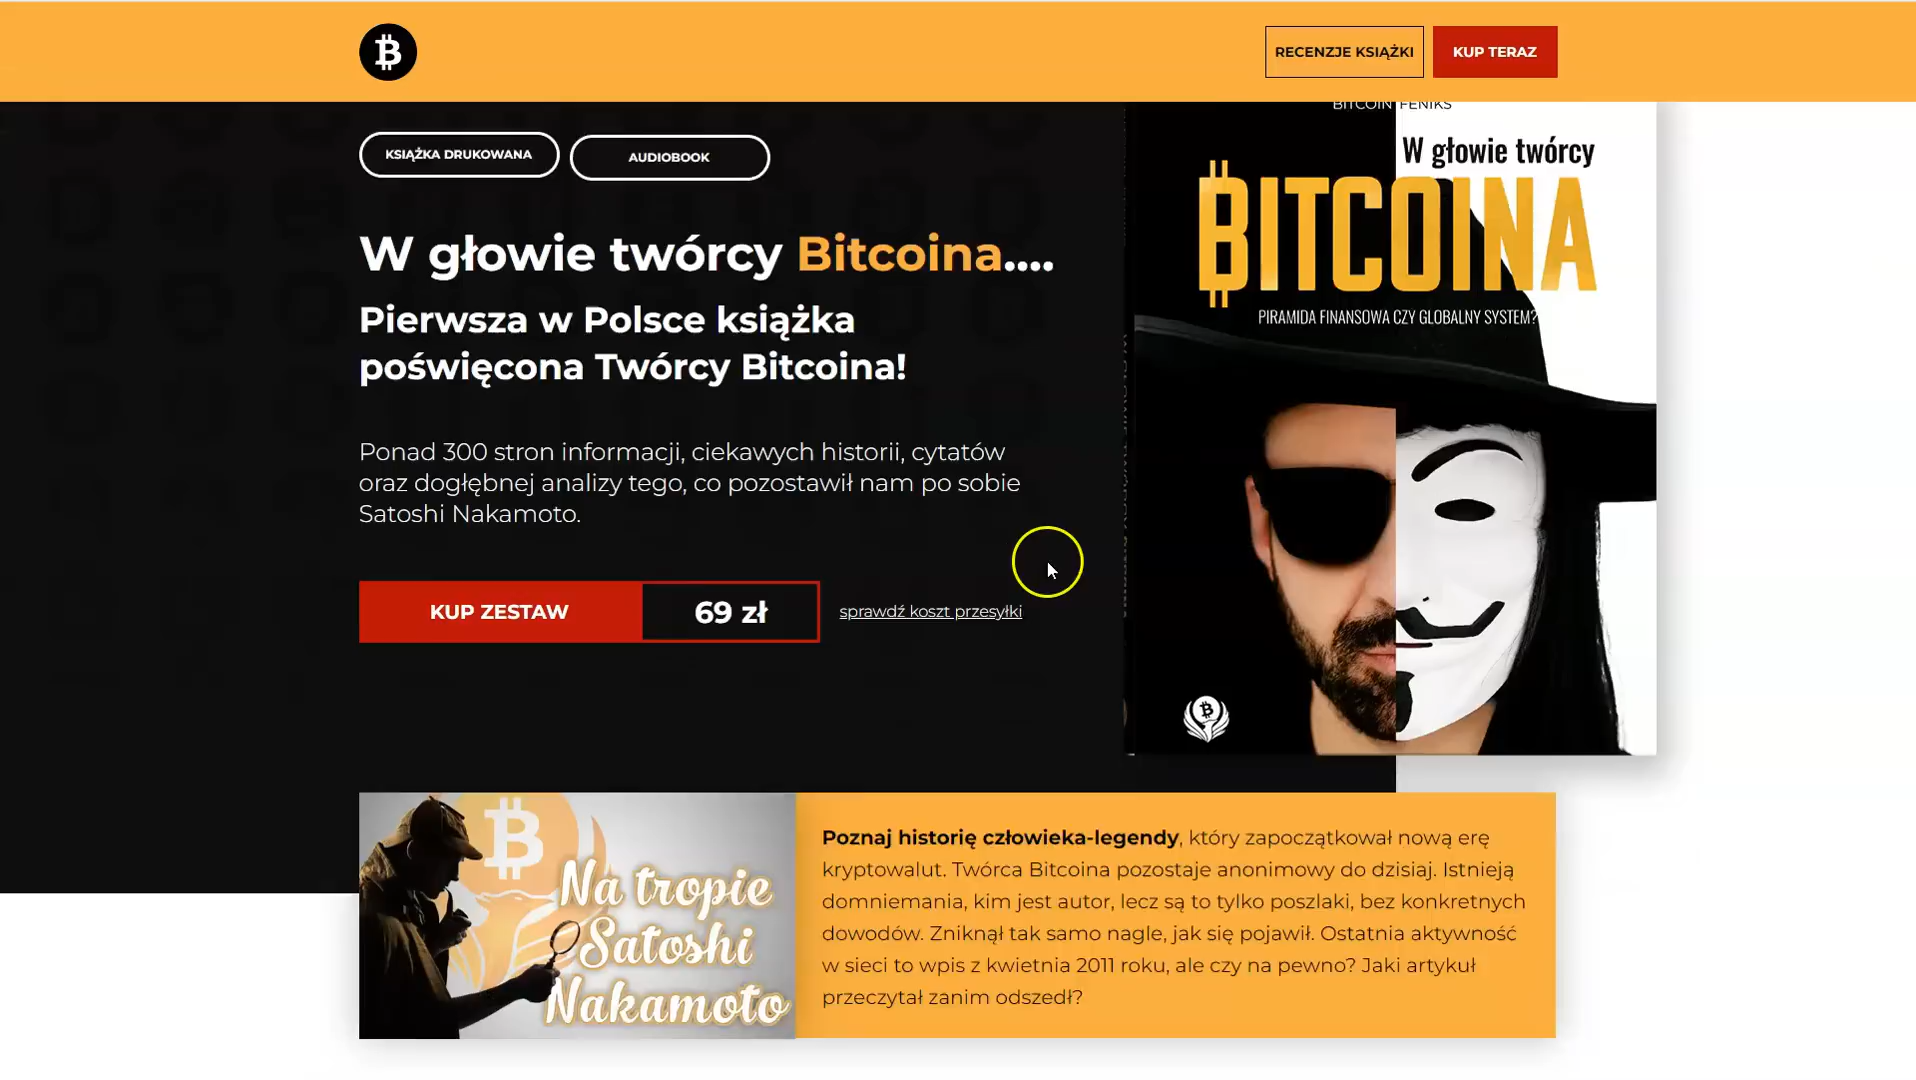 RECENZJE KSIĄŻKI
KUP TERAZ
BITCOIN FENIKS
KSIĄŻKA DRUKOWANA
AUDIOBOOK
W głowie twórcy
BITCOINA
PIRAMIDA FINANSOWA CZY GLOBALNY SYSTEM?
W głowie twórcy Bitcoina....
Pierwsza w Polsce książka
poświęcona Twórcy Bitcoina!
Ponad 300 stron informacji, ciekawych historii, cytatów
oraz dogłębnej analizy tego, co pozostawił nam po sobie
Satoshi Nakamoto.
KUP ZESTAW
69 zł
sprawdź koszt przesyłki
Na tropie
Satoshi
Nakamoto
Poznaj historię człowieka-legendy, który zapoczątkował nową erę
kryptowalut. Twórca Bitcoina pozostaje anonimowy do dzisiaj. Istnieją
domniemania, kim jest autor, lecz są to tylko poszlaki, bez konkretnych
dowodów. Zniknął tak samo nagle, jak się pojawił. Ostatnia aktywność
w sieci to wpis z kwietnia 2011 roku, ale czy na pewno? Jaki artykuł
przeczytał zanim odszedł?